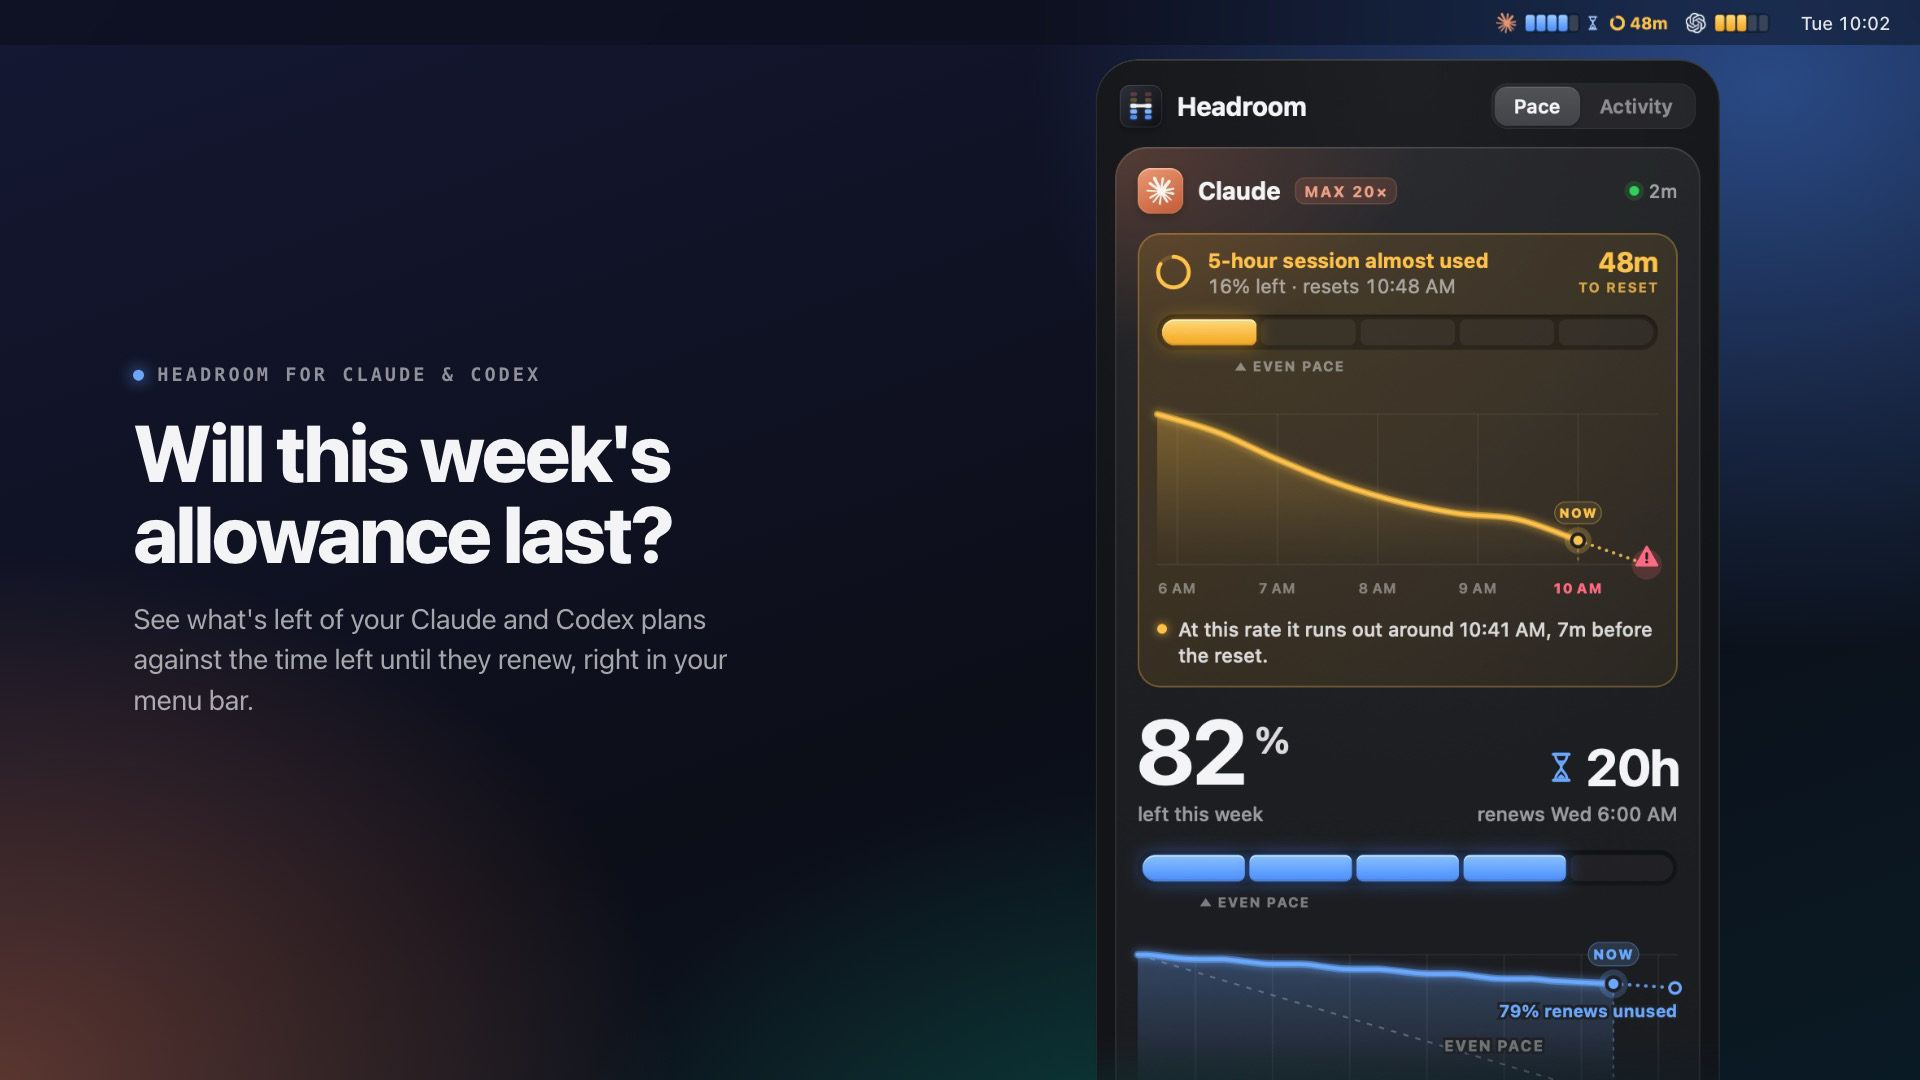 48m
Tue 10:02
HEADROOM FOR CLAUDE & CODEX
Will this week's
allowance last?
See what's left of your Claude and Codex plans
against the time left until they renew, right in your
menu bar.
Headroom
Pace
Activity
Claude
MAX 20×
2m
5-hour session almost used
16% left · resets 10:48 AM
48m
TO RESET
▲ EVEN PACE
NOW
6 AM
7 AM
8 AM
9 AM
10 AM
At this rate it runs out around 10:41 AM, 7m before
the reset.
82%
left this week
20h
renews Wed 6:00 AM
▲ EVEN PACE
NOW
79% renews unused
EVEN PACE